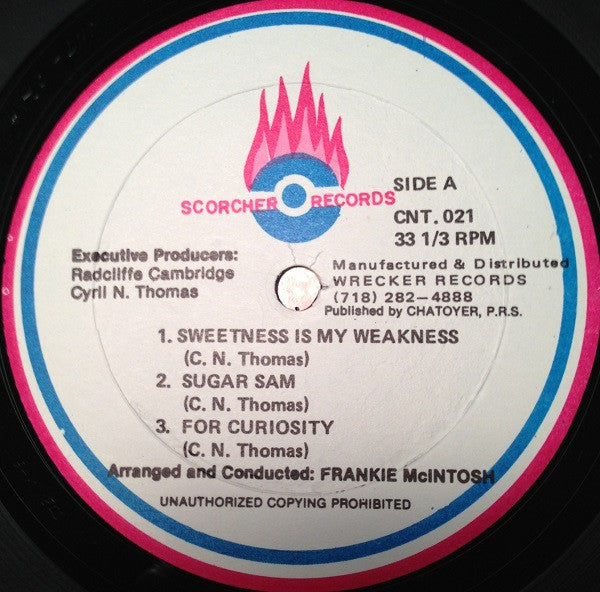 SCORCHER RECORDS
SIDE A
CNT. 021
33 1/3 RPM
Executive Producers:
Radcliffe Cambridge
Cyril N. Thomas
Manufactured & Distributed
WRECKER RECORDS
(718) 282-4888
Published by CHATOYER, P.R.S.
1. SWEETNESS IS MY WEAKNESS
(C. N. Thomas)
2. SUGAR SAM
(C. N. Thomas)
3. FOR CURIOSITY
(C. N. Thomas)
Arranged and Conducted: FRANKIE McINTOSH
UNAUTHORIZED COPYING PROHIBITED